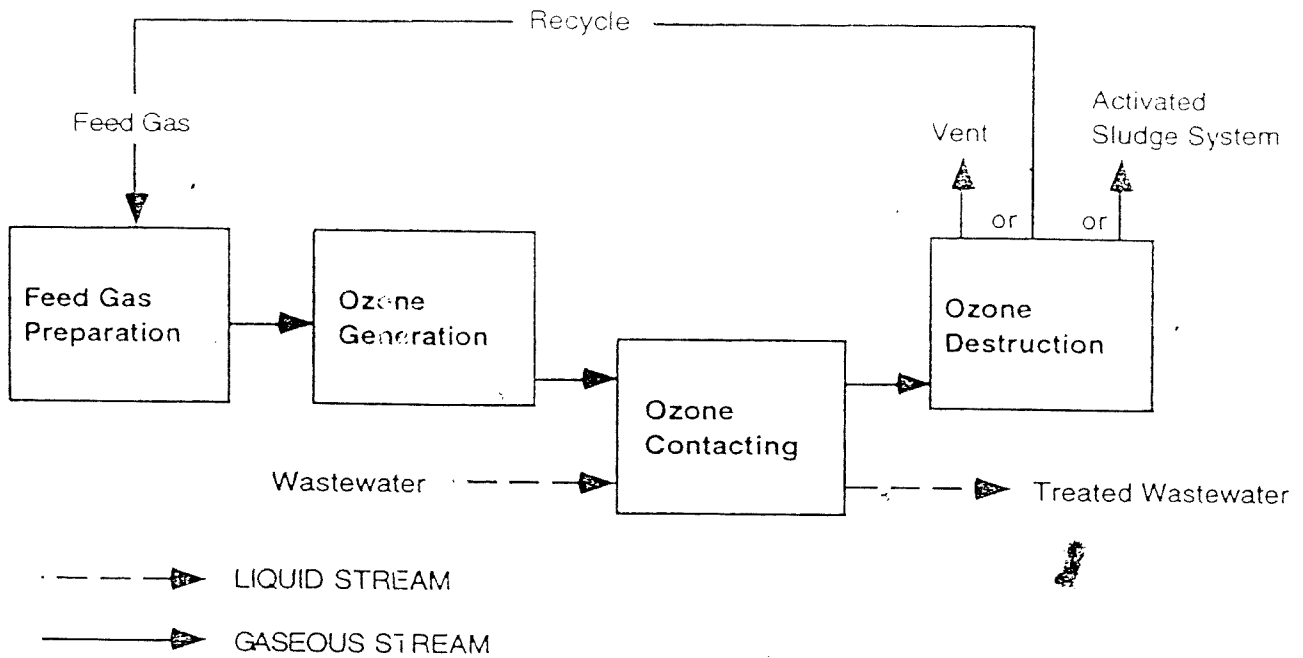 Recycle
Feed Gas
Vent
Activated
Sludge System
or
or
Feed Gas
Preparation
Ozone
Generation
Ozone
Destruction
Ozone
Contacting
Wastewater
Treated Wastewater
LIQUID STREAM
GASEOUS STREAM